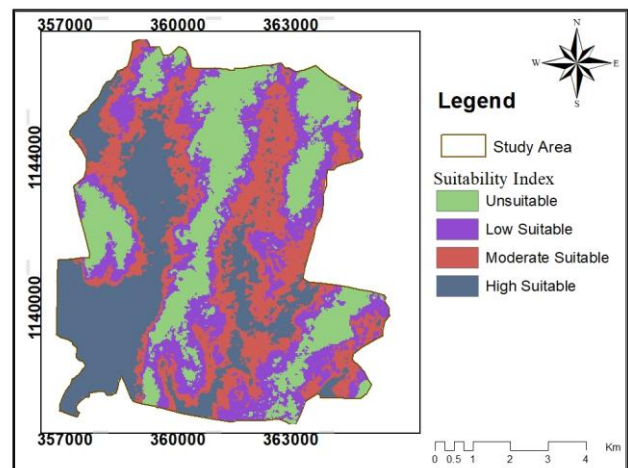 357000 360000 363000
N
W E
S
Legend
Study Area
Suitability Index
Unsuitable
Low Suitable
Moderate Suitable
High Suitable
1144000
1140000
357000 360000 363000
Km
0 0.5 1 2 3 4